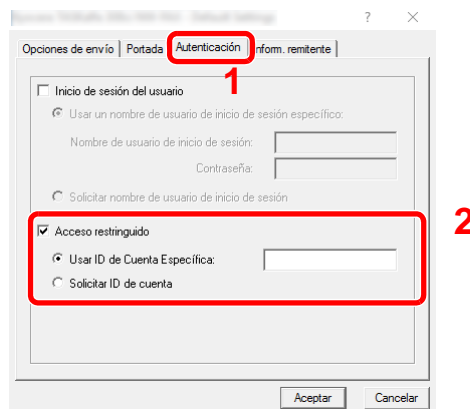 ?
Opciones de envío Portada Autenticación Inform. remitente
1
Inicio de sesión del usuario
Usar un nombre de usuario de inicio de sesión específico:
Nombre de usuario de inicio de sesión:
Contraseña:
Solicitar nombre de usuario de inicio de sesión
2
Acceso restringido
Usar ID de Cuenta Específica:
Solicitar ID de cuenta
Aceptar Cancelar